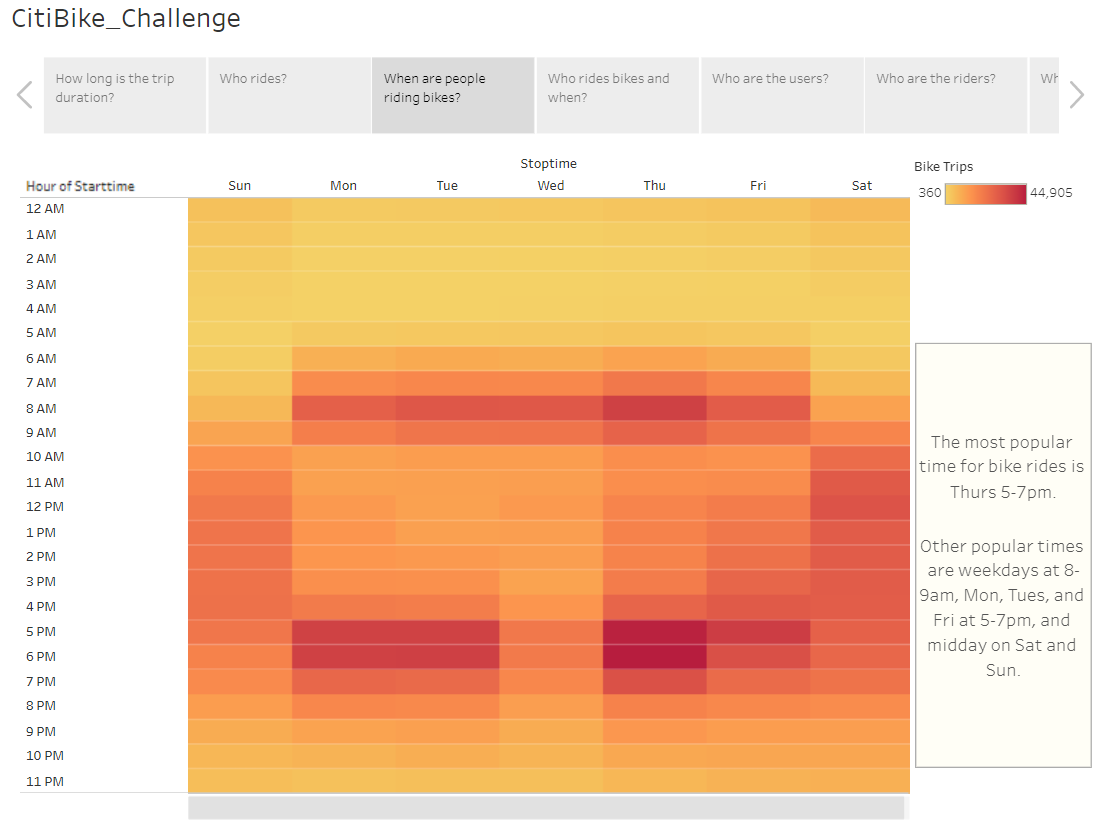 CitiBike_Challenge
How long is the trip
duration?
Who rides?
When are people
riding bikes?
Who rides bikes and
when?
Who are the users?
Who are the riders?
Stoptime
Hour of Starttime
Sun Mon Tue Wed Thu Fri Sat
Bike Trips
360 44,905
12 AM
1 AM
2 AM
3 AM
4 AM
5 AM
6 AM
7 AM
8 AM
9 AM
10 AM
11 AM
12 PM
1 PM
2 PM
3 PM
4 PM
5 PM
6 PM
7 PM
8 PM
9 PM
10 PM
11 PM
The most popular
time for bike rides is
Thurs 5-7pm.
Other popular times
are weekdays at 8-
9am, Mon, Tues, and
Fri at 5-7pm, and
midday on Sat and
Sun.